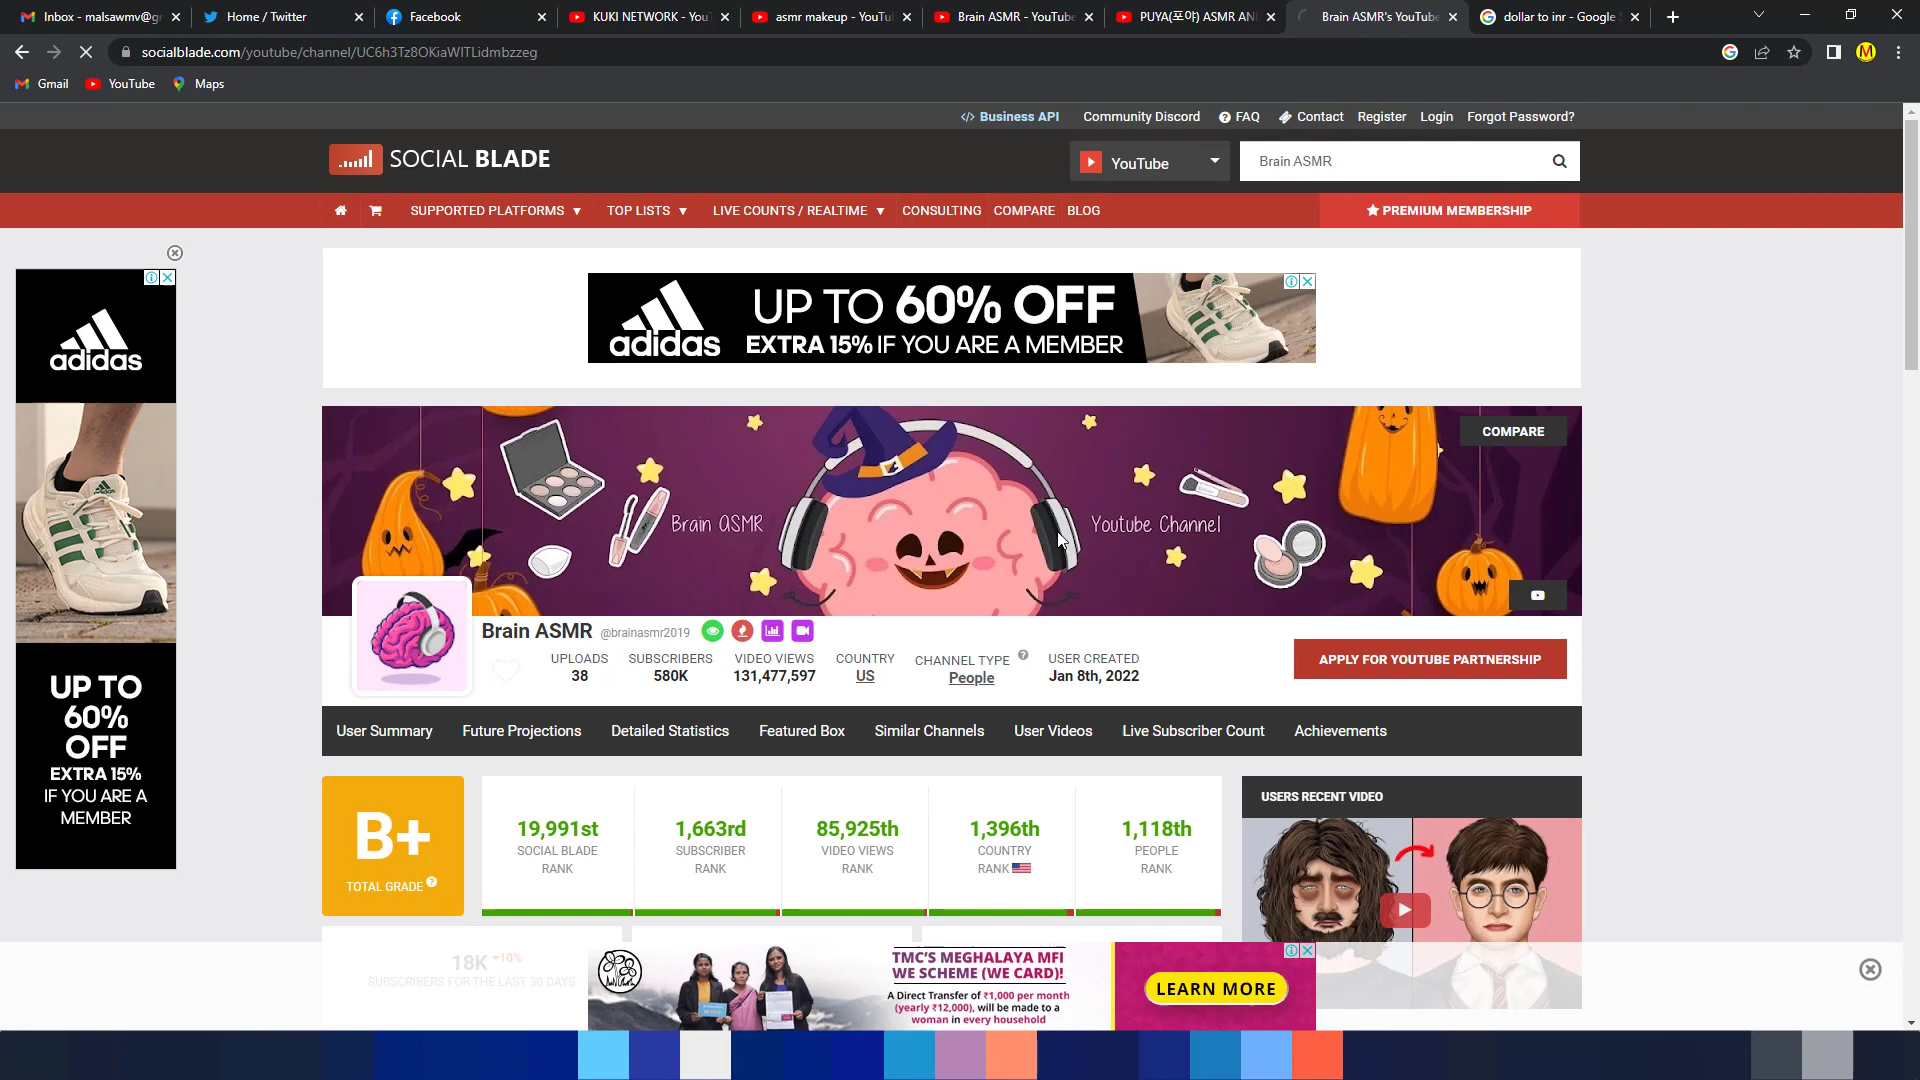 Inbox - malsawmv@gr
Home / Twitter
Facebook
KUKI NETWORK - YouT
asmr makeup - YouTub
Brain ASMR - YouTube
PUYA(포야) ASMR ANI
Brain ASMR's YouTube
dollar to inr - Google S
socialblade.com/youtube/channel/UC6h3Tz8OKiaWITLidmbzzeg
M
Gmail
YouTube
Maps
</> Business API
Community Discord
FAQ
Contact
Register
Login
Forgot Password?
SOCIAL BLADE
YouTube
Brain ASMR
SUPPORTED PLATFORMS
TOP LISTS
LIVE COUNTS / REALTIME
CONSULTING
COMPARE
BLOG
PREMIUM MEMBERSHIP
adidas
UP TO 60% OFF
EXTRA 15% IF YOU ARE A MEMBER
adidas
UP TO
60%
OFF
EXTRA 15%
IF YOU ARE A
MEMBER
COMPARE
Brain ASMR
Youtube Channel
Brain ASMR @brainasmr2019
UPLOADS
38
SUBSCRIBERS
580K
VIDEO VIEWS
131,477,597
COUNTRY
US
CHANNEL TYPE
People
USER CREATED
Jan 8th, 2022
APPLY FOR YOUTUBE PARTNERSHIP
User Summary
Future Projections
Detailed Statistics
Featured Box
Similar Channels
User Videos
Live Subscriber Count
Achievements
B+
TOTAL GRADE
19,991st
SOCIAL BLADE
RANK
1,663rd
SUBSCRIBER
RANK
85,925th
VIDEO VIEWS
RANK
1,396th
COUNTRY
RANK
1,118th
PEOPLE
RANK
USERS RECENT VIDEO
18K -10%
SUBSCRIBERS FOR THE LAST 30 DAYS
TMC'S MEGHALAYA MFI
WE SCHEME (WE CARD)!
A Direct Transfer of ₹1,000 per month
(yearly ₹12,000), will be made to a
woman in every household
LEARN MORE